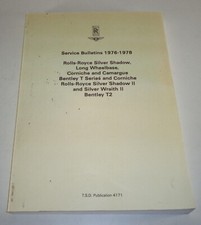 Service Bulletins 1976-1978
Rolls-Royce Silver Shadow
Long Wheelbase,
Corniche and Camargue
Bentley T Series and Corniche
Rolls-Royce Silver Shadow II
and Silver Wraith II
Bentley T2
T.S.D. Publication 4171